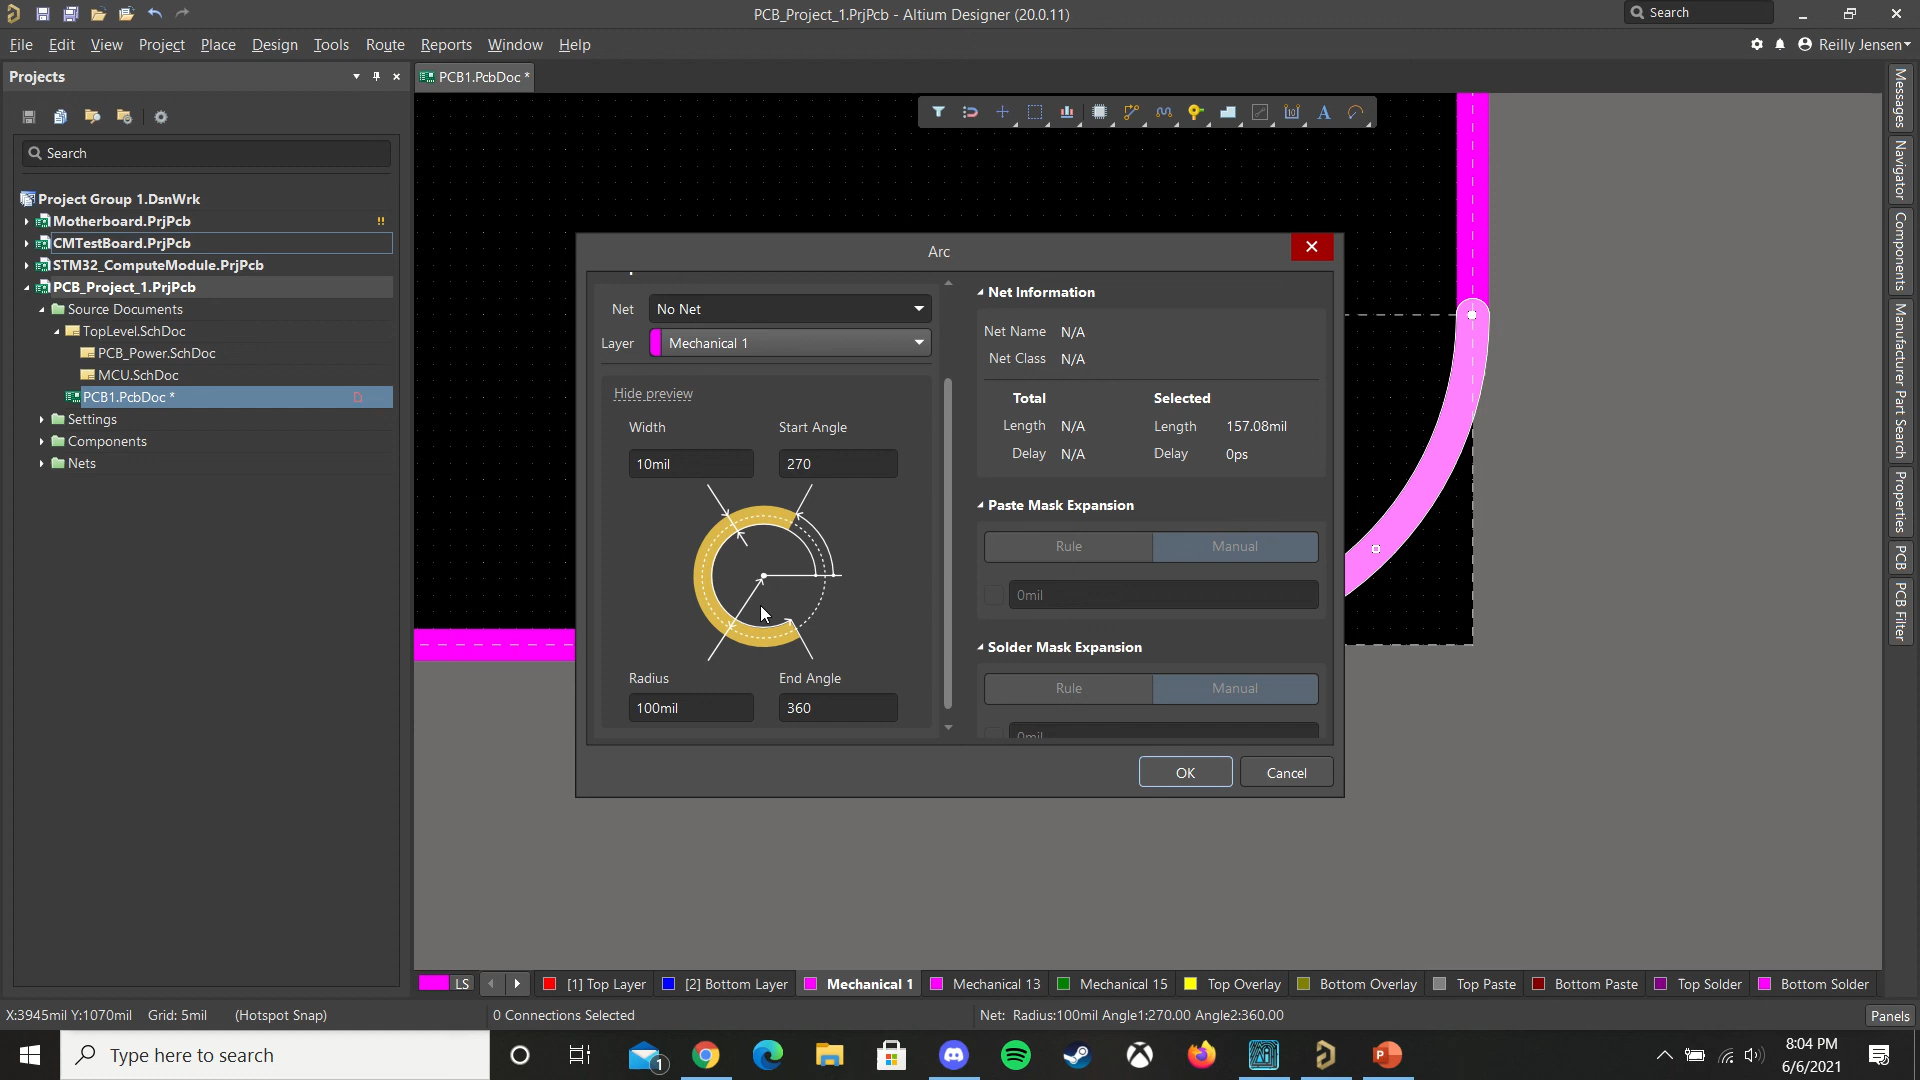 PCB_Project_1.PrjPcb - Altium Designer (20.0.11)
Search
File Edit View Project Place Design Tools Route Reports Window Help
Reilly Jensen
Projects
PCB1.PcbDoc *
Search
Project Group 1.DsnWrk
Motherboard.PrjPcb !!
CMTestBoard.PrjPcb
STM32_ComputeModule.PrjPcb
PCB_Project_1.PrjPcb
Source Documents
TopLevel.SchDoc
PCB_Power.SchDoc
MCU.SchDoc
PCB1.PcbDoc *
Settings
Components
Nets
Arc
Net No Net
Layer Mechanical 1
Hide preview
Width Start Angle
10mil 270
Radius End Angle
100mil 360
Net Information
Net Name N/A
Net Class N/A
Total Selected
Length N/A Length 157.08mil
Delay N/A Delay 0ps
Paste Mask Expansion
Rule Manual
0mil
Solder Mask Expansion
Rule Manual
0mil
OK Cancel
Messages
Navigator
Components
Manufacturer Part Search
Properties
PCB
PCB Filter
LS [1] Top Layer [2] Bottom Layer Mechanical 1 Mechanical 13 Mechanical 15 Top Overlay Bottom Overlay Top Paste Bottom Paste Top Solder Bottom Solder
X:3945mil Y:1070mil Grid: 5mil (Hotspot Snap) 0 Connections Selected Net: Radius:100mil Angle1:270.00 Angle2:360.00 Panels
Type here to search
1
8:04 PM
6/6/2021